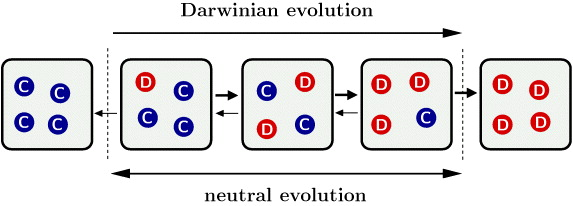 Darwinian evolution
C C C C
D C C C
C D D C
D D D C
D D D D
neutral evolution